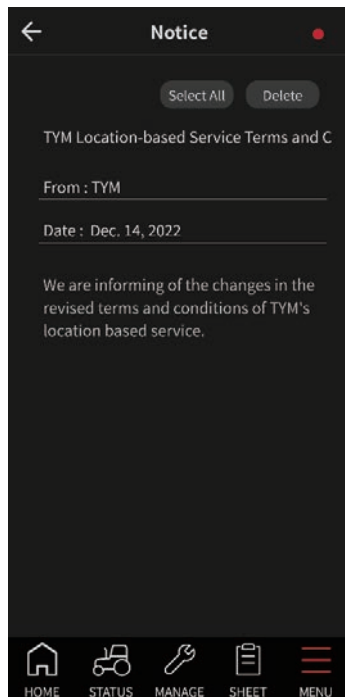 Notice
Select All Delete
TYM Location-based Service Terms and C
From : TYM
Date : Dec. 14, 2022
We are informing of the changes in the
revised terms and conditions of TYM's
location based service.
HOME STATUS MANAGE SHEET MENU